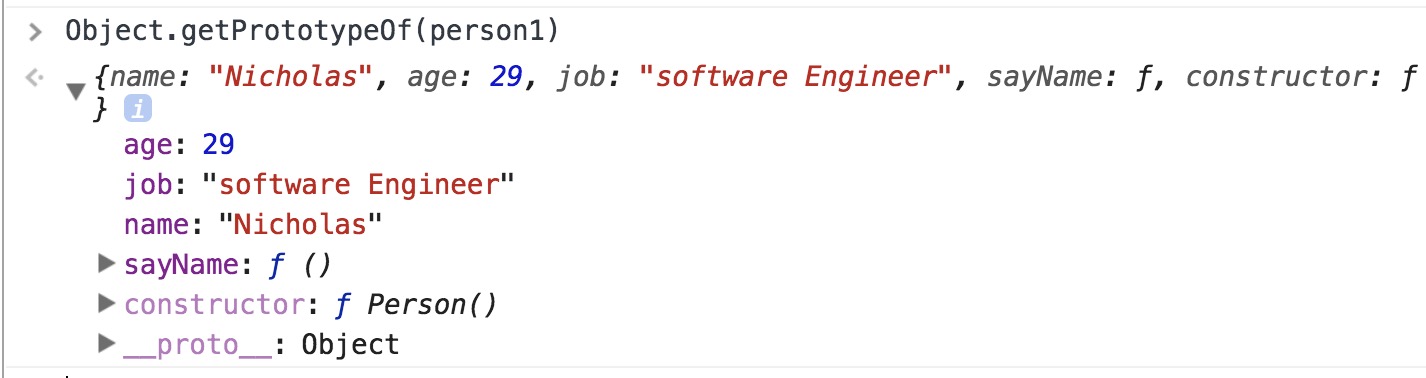 > Object.getPrototypeOf(person1)
{name: "Nicholas", age: 29, job: "software Engineer", sayName: ƒ, constructor: ƒ
} i
age: 29
job: "software Engineer"
name: "Nicholas"
sayName: ƒ ()
constructor: ƒ Person()
__proto__: Object